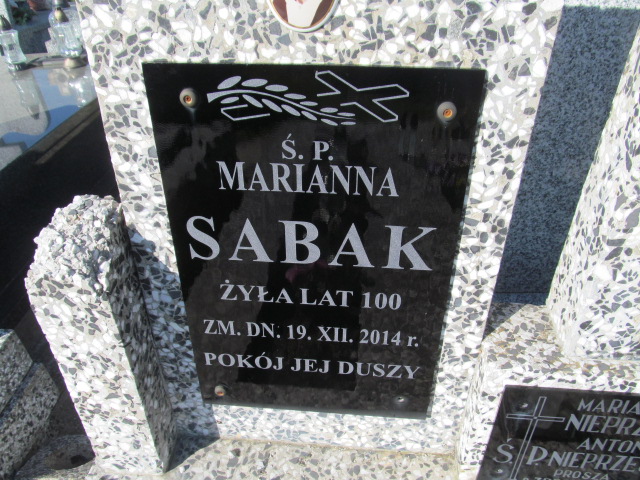 Ś. P.
MARIANNA
SABAK
ŻYŁA LAT 100
ZM. DN. 19. XII. 2014 r.
POKÓJ JEJ DUSZY
Ś P.